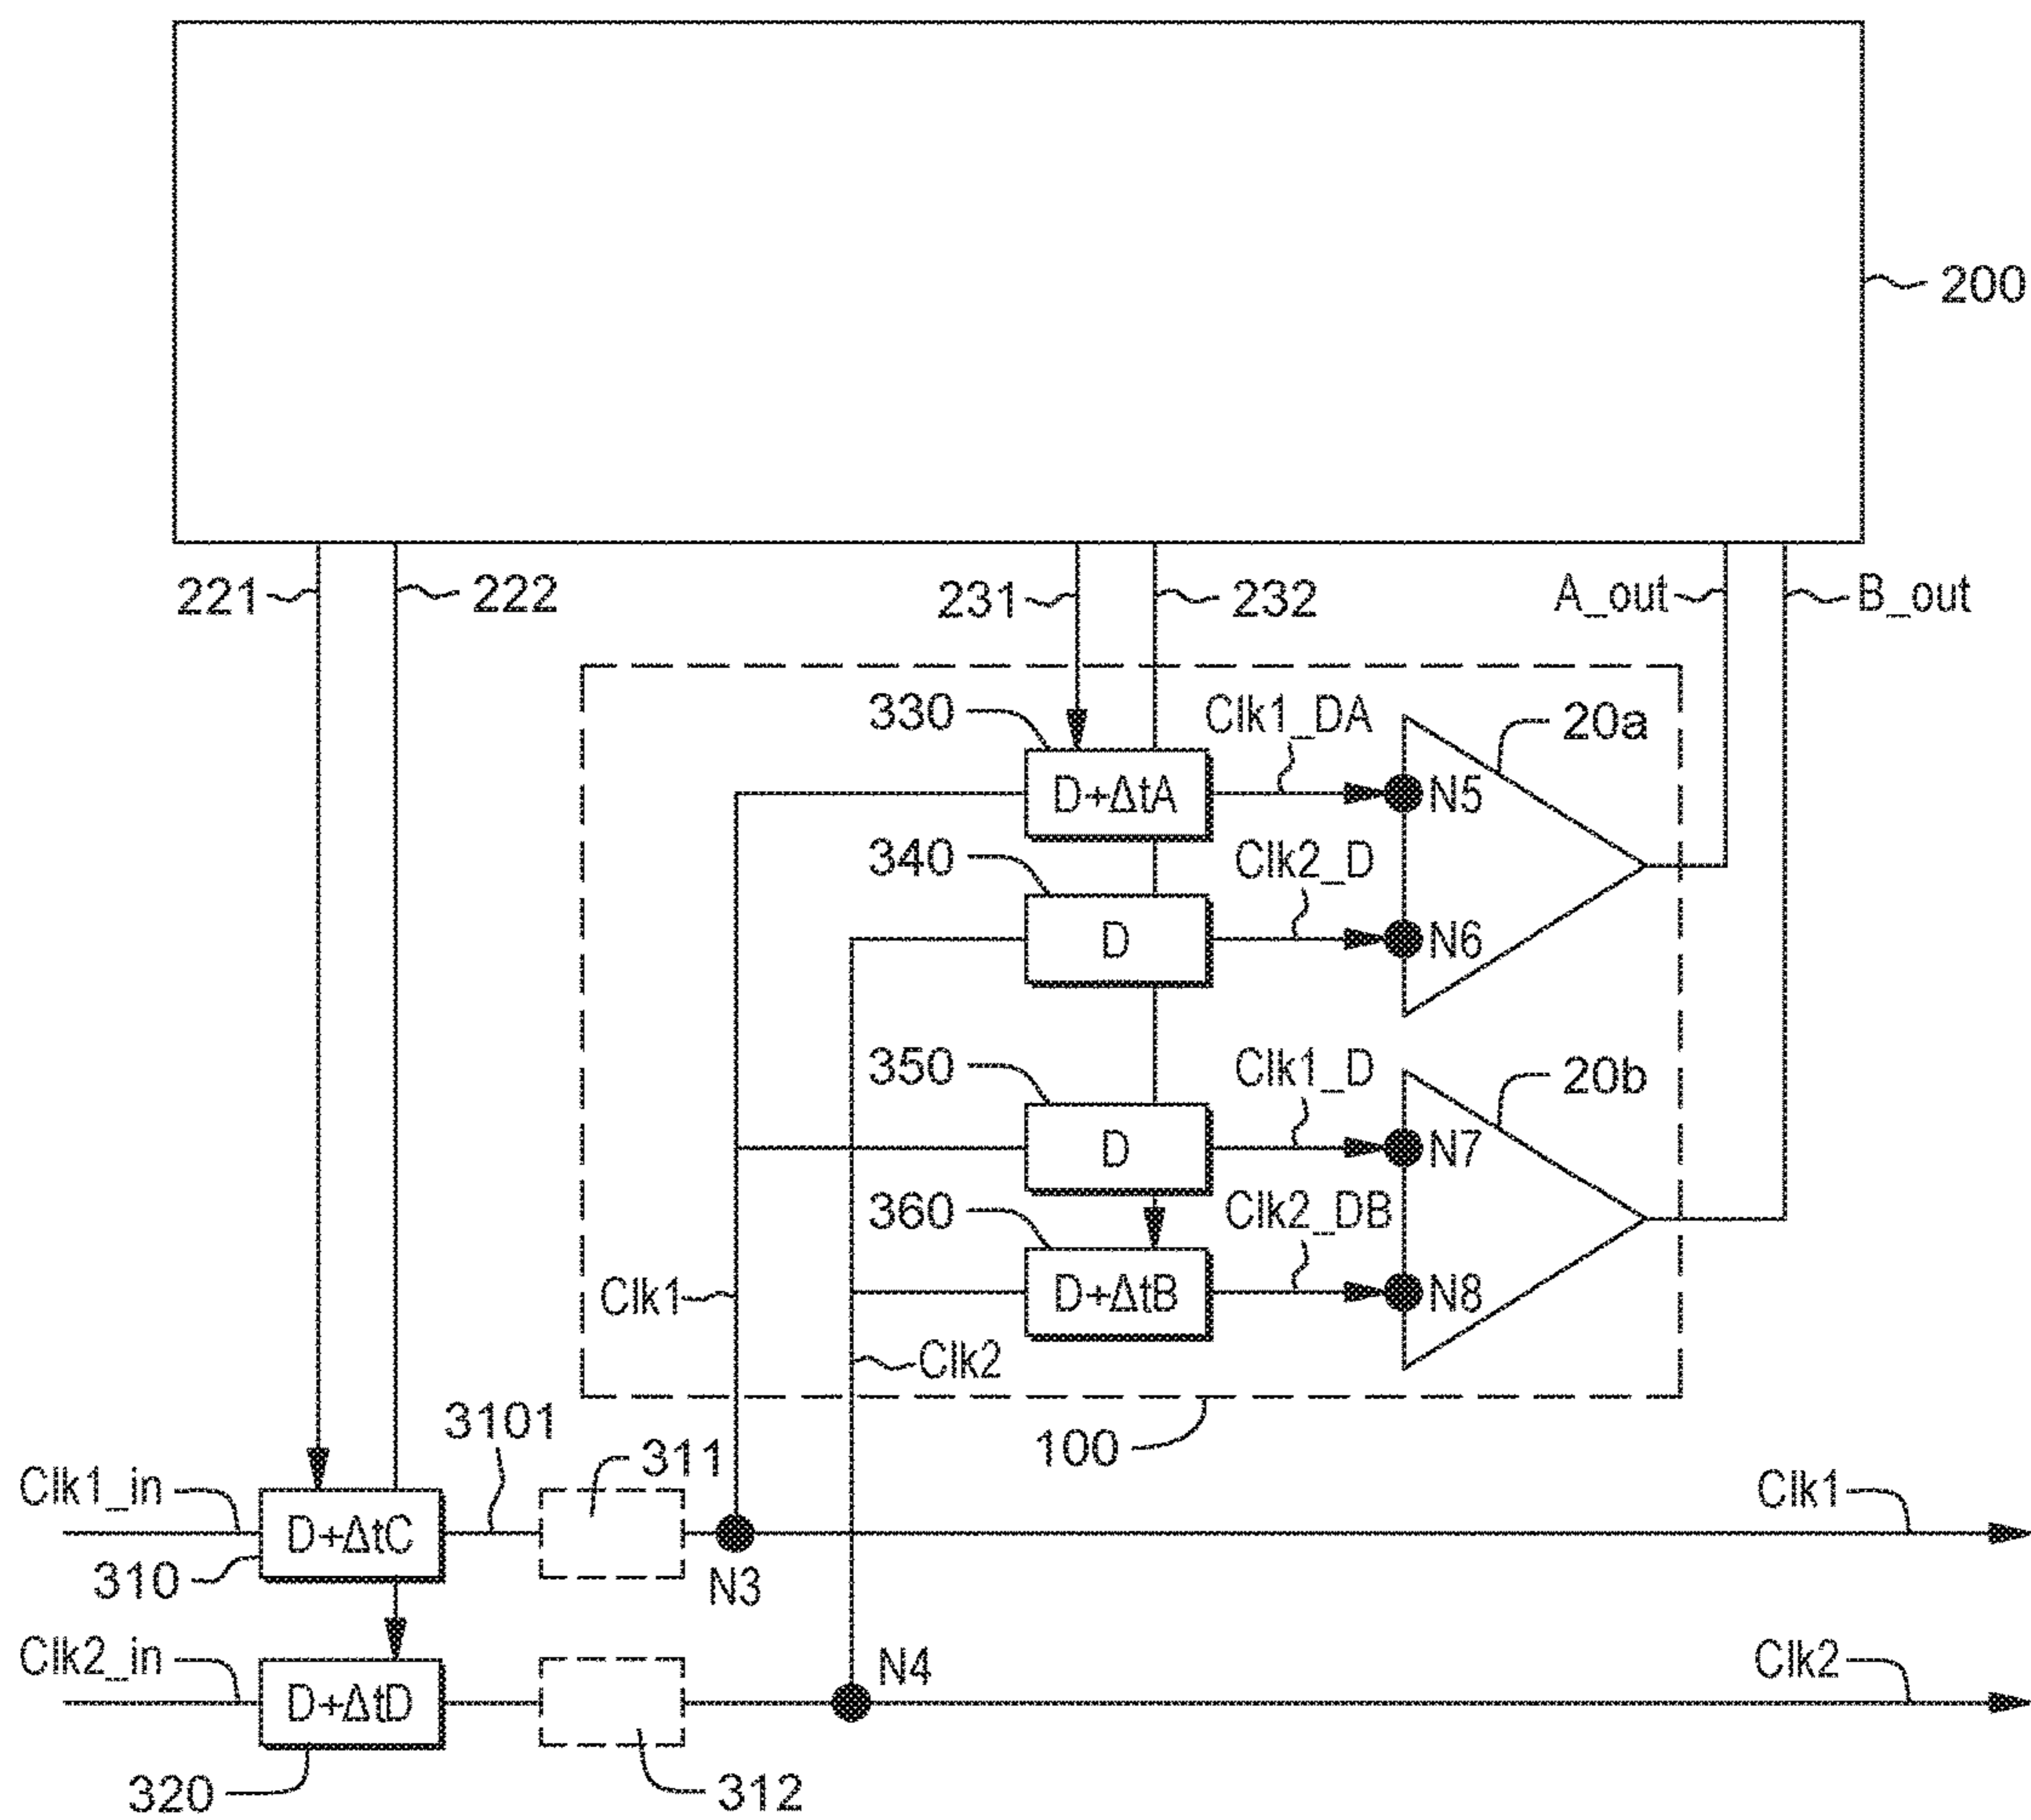 200
221
222
231
232
A_out
B_out
330
Clk1_DA
20a
D+ΔtA
N5
340
Clk2_D
D
N6
350
Clk1_D
20b
D
N7
360
Clk2_DB
D+ΔtB
N8
Clk1
Clk2
100
3101
311
Clk1_in
D+ΔtC
310
N3
Clk1
Clk2_in
D+ΔtD
320
312
N4
Clk2